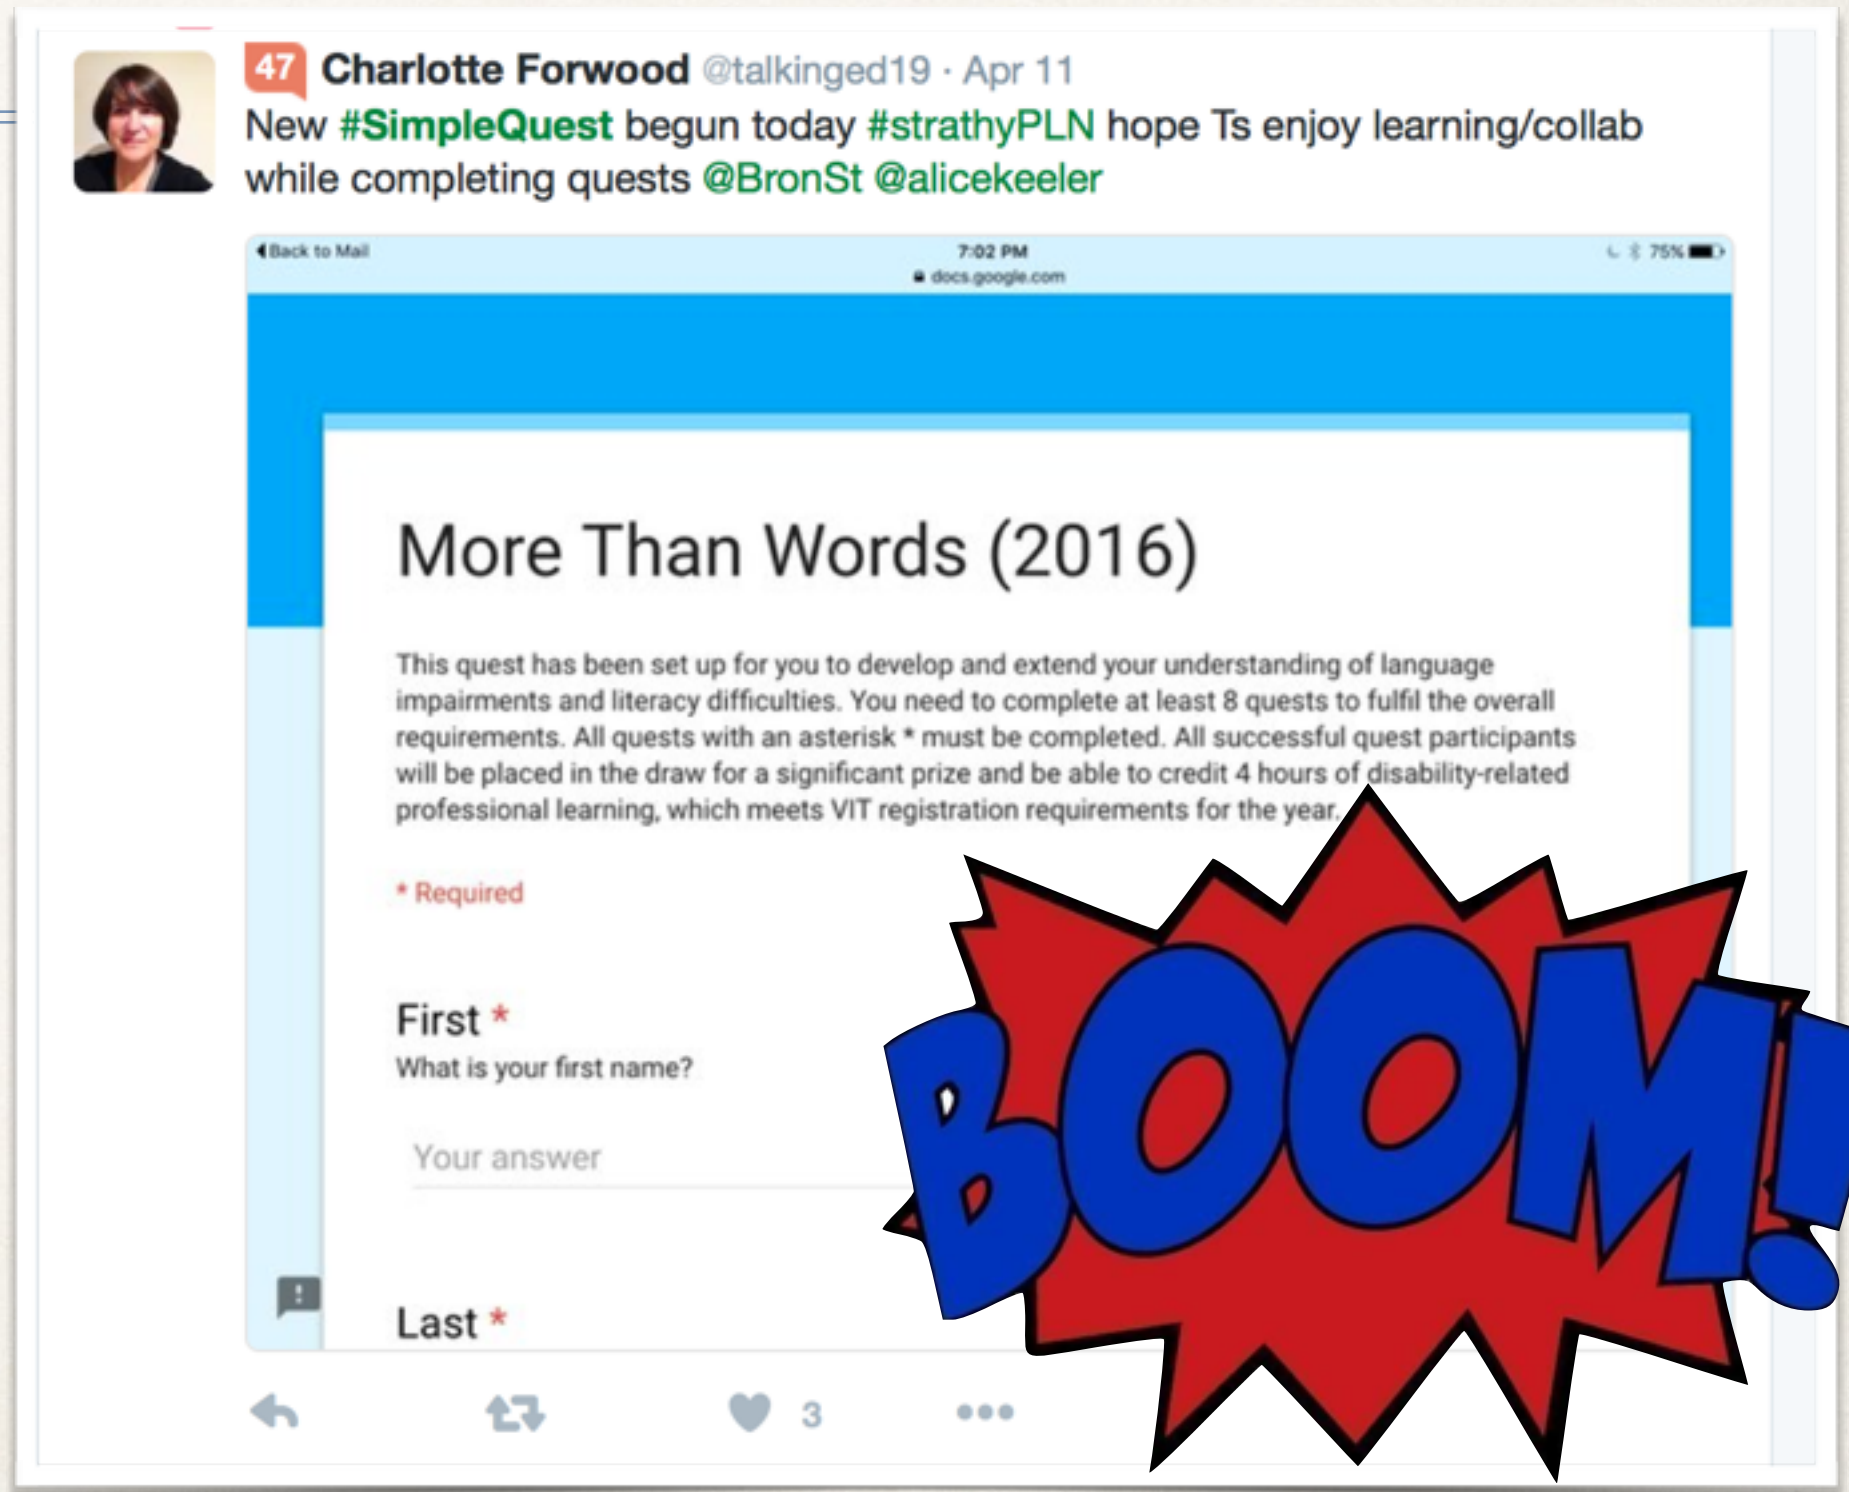 47 Charlotte Forwood @talkinged19 · Apr 11
New #SimpleQuest begun today #strathyPLN hope Ts enjoy learning/collab
while completing quests @BronSt @alicekeeler
Back to Mail 7:02 PM 75%
docs.google.com
More Than Words (2016)
This quest has been set up for you to develop and extend your understanding of language
impairments and literacy difficulties. You need to complete at least 8 quests to fulfil the overall
requirements. All quests with an asterisk * must be completed. All successful quest participants
will be placed in the draw for a significant prize and be able to credit 4 hours of disability-related
professional learning, which meets VIT registration requirements for the year.
* Required
First *
What is your first name?
Your answer
BOOM!
Last *
3